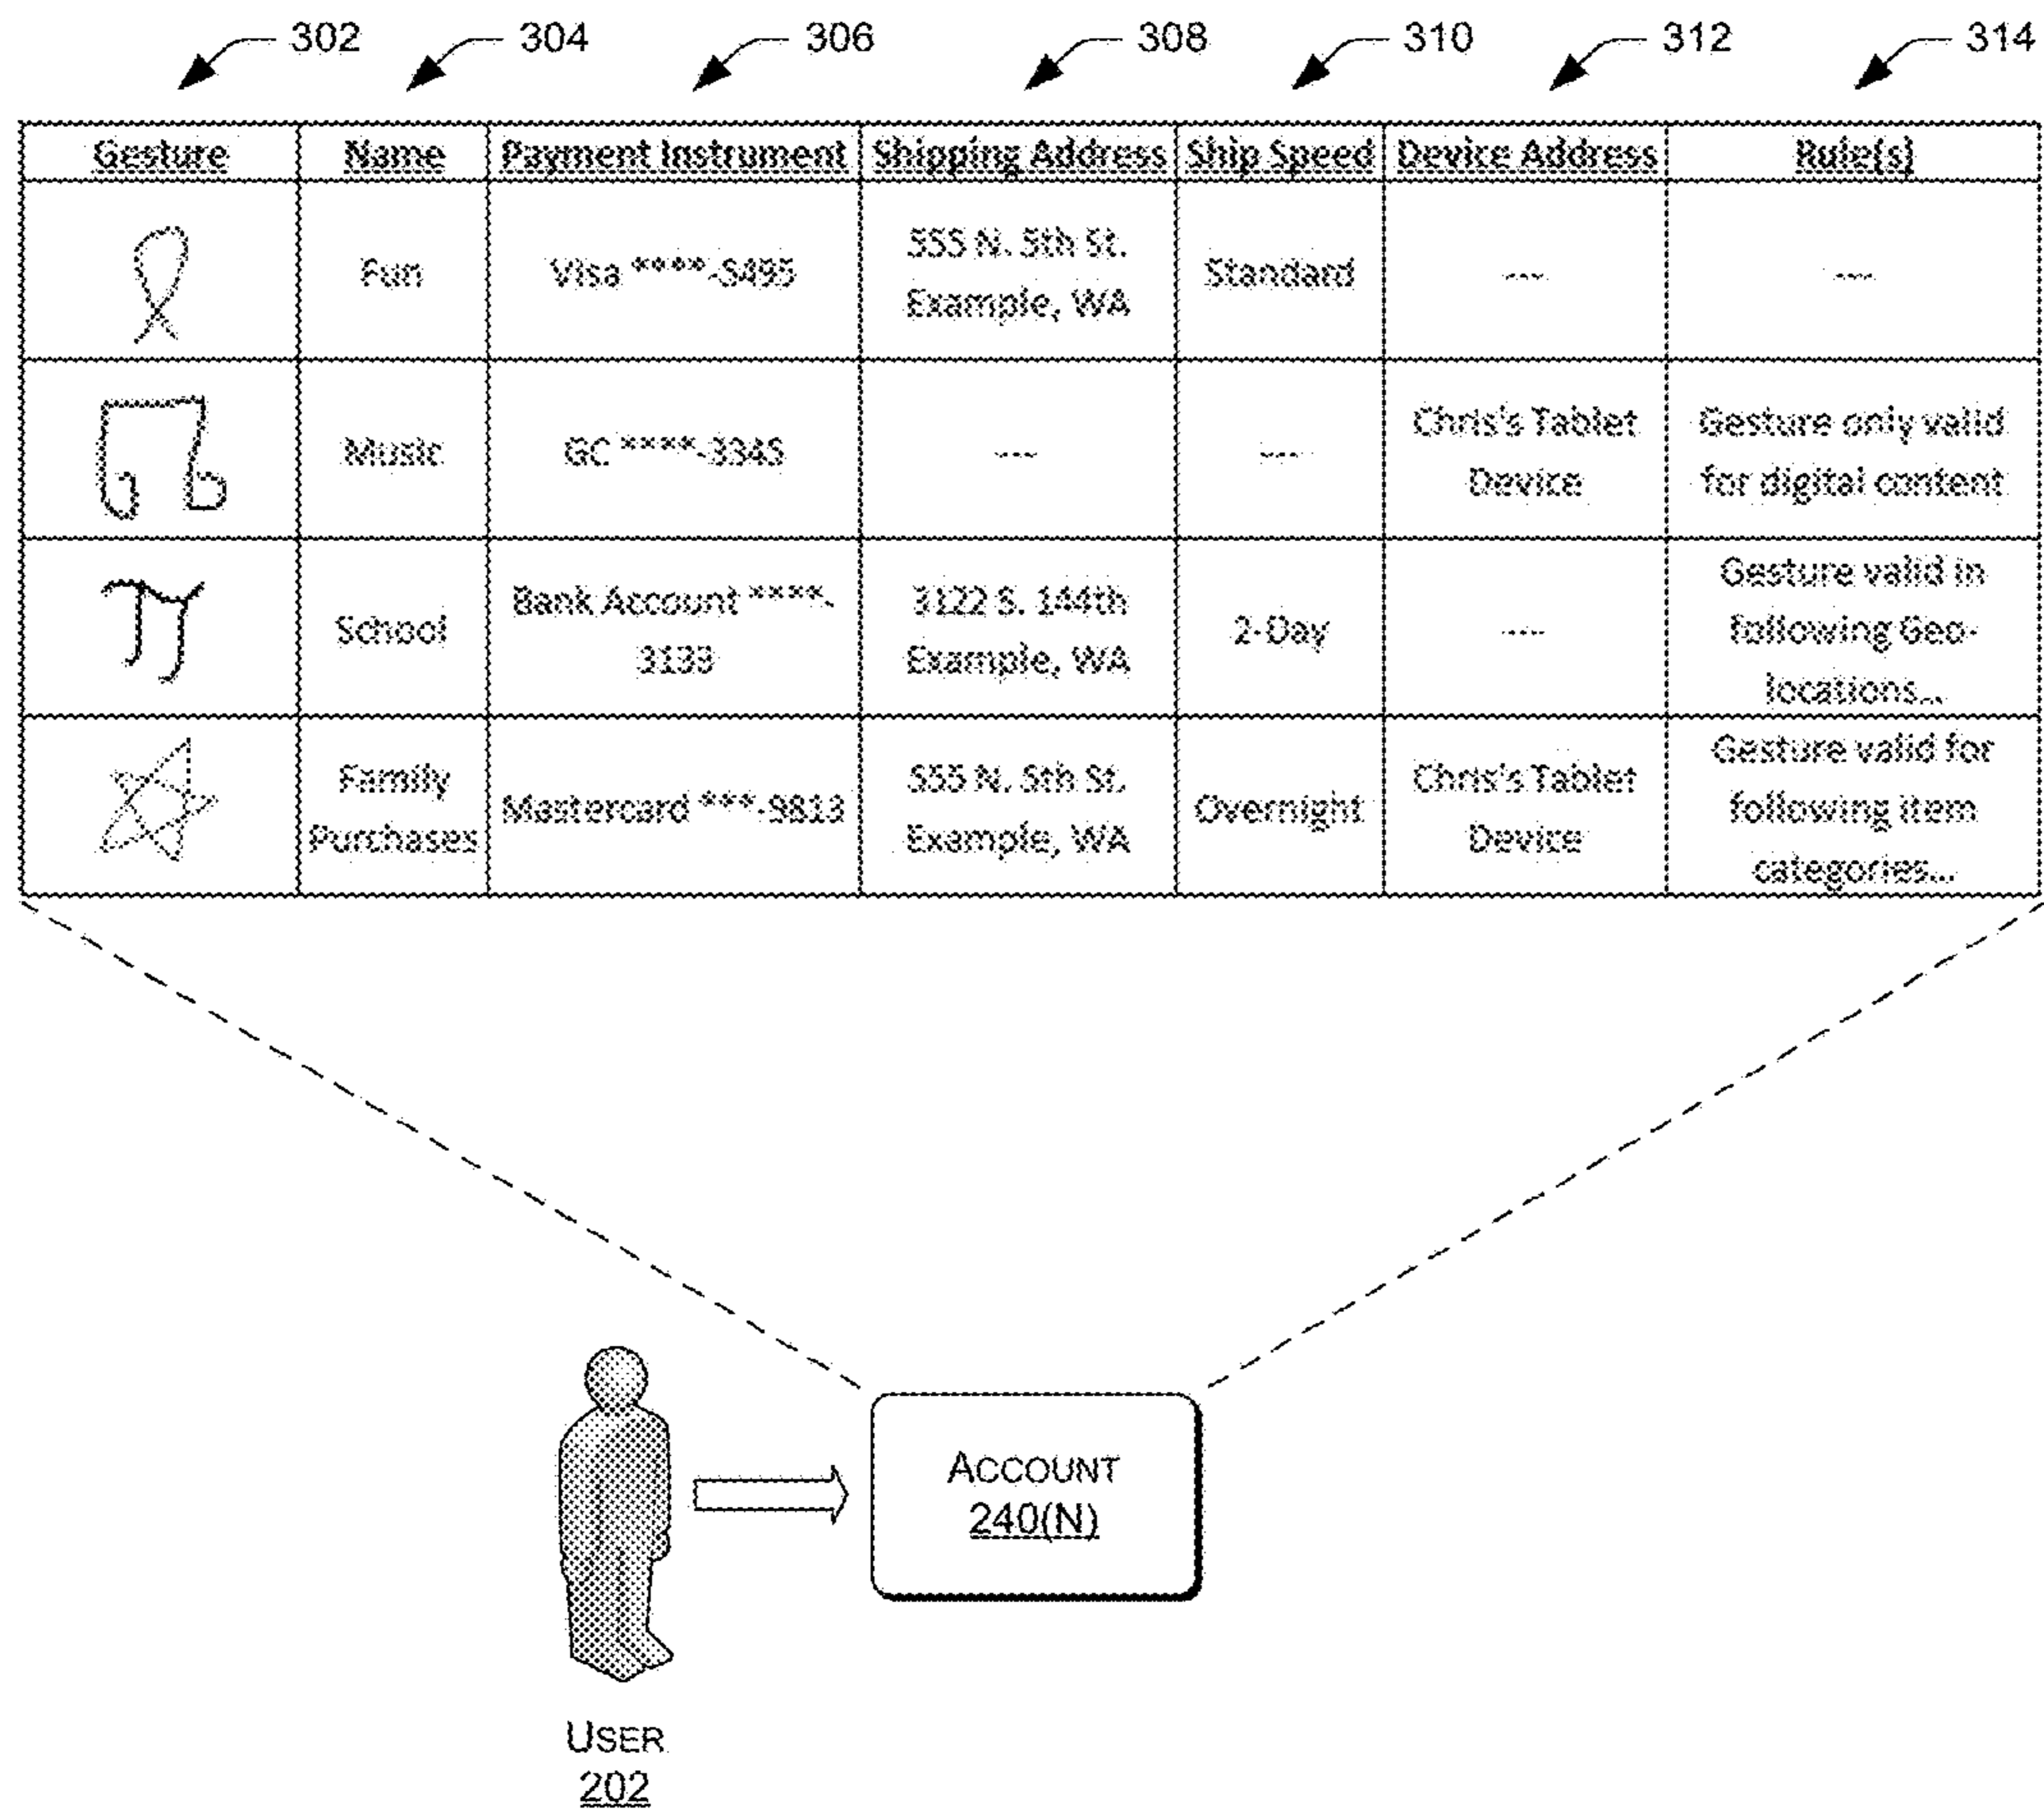 302 304 306 308 310 312 314
Gesture Name Payment Instrument Shipping Address Ship Speed Device Address Rule(s)
Fun Visa ****-5495 555 N. 5th St. Standard --- ---
Example, WA
Music GC ****-3345 --- --- Chris's Tablet Gesture only valid
Device for digital content
School Bank Account ****- 3122 S. 144th 2-Day --- Gesture valid in
3133 Example, WA following Geo-
locations...
Family Mastercard ***-9813 555 N. 5th St. Overnight Chris's Tablet Gesture valid for
Purchases Example, WA Device following item
categories...
ACCOUNT
240(N)
USER
202